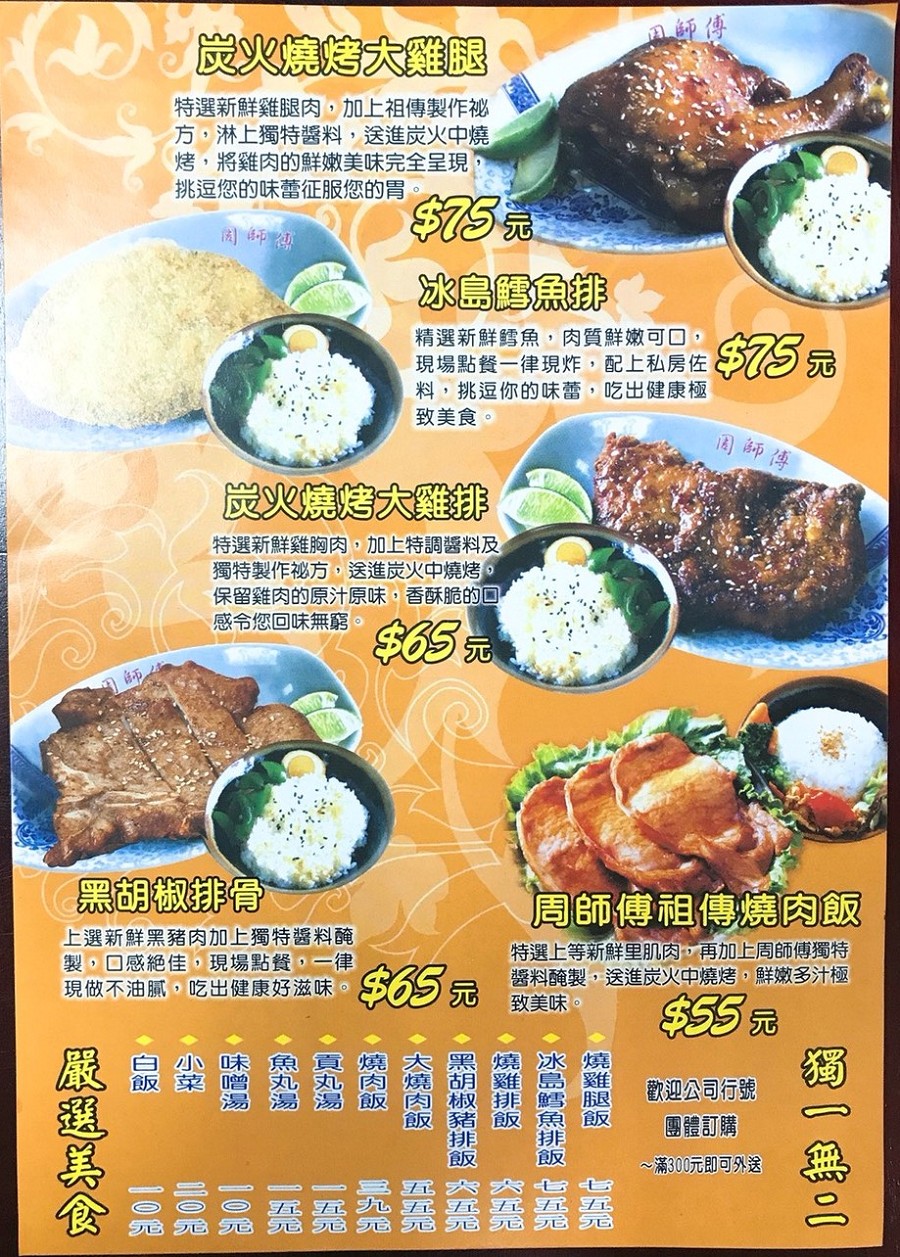 周師傅
炭火燒烤大雞腿
特選新鮮雞腿肉，加上祖傳製作祕
方，淋上獨特醬料，送進炭火中燒
烤，將雞肉的鮮嫩美味完全呈現，
挑逗您的味蕾征服您的胃。
$75元
周師傅
冰島鱈魚排
精選新鮮鱈魚，肉質鮮嫩可口，
現場點餐一律現炸，配上私房佐
料，挑逗你的味蕾，吃出健康極
致美食。
$75元
周師傅
炭火燒烤大雞排
特選新鮮雞胸肉，加上特調醬料及
獨特製作祕方，送進炭火中燒烤，
保留雞肉的原汁原味，香酥脆的口
感令您回味無窮。
$65元
周師傅
黑胡椒排骨
上選新鮮黑豬肉加上獨特醬料醃
製，口感絕佳，現場點餐，一律
現做不油膩，吃出健康好滋味。
$65元
周師傅祖傳燒肉飯
特選上等新鮮里肌肉，再加上周師傅獨特
醬料醃製，送進炭火中燒烤，鮮嫩多汁極
致美味。
$55元
獨一無二
歡迎公司行號
團體訂購
～滿300元即可外送
燒雞腿飯 七五元
冰島鱈魚排飯 七五元
燒雞排飯 六五元
黑胡椒豬排飯 六五元
大燒肉飯 五五元
燒肉飯 三九元
貢丸湯 一五元
魚丸湯 一五元
味噌湯 一0元
小菜 二0元
白飯 一0元
嚴選美食